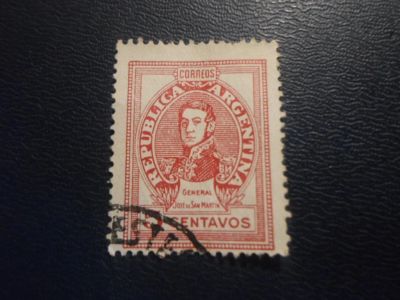 CORREOS
REPUBLICA ARGENTINA
GENERAL
JOSE DE SAN MARTIN
CENTAVOS